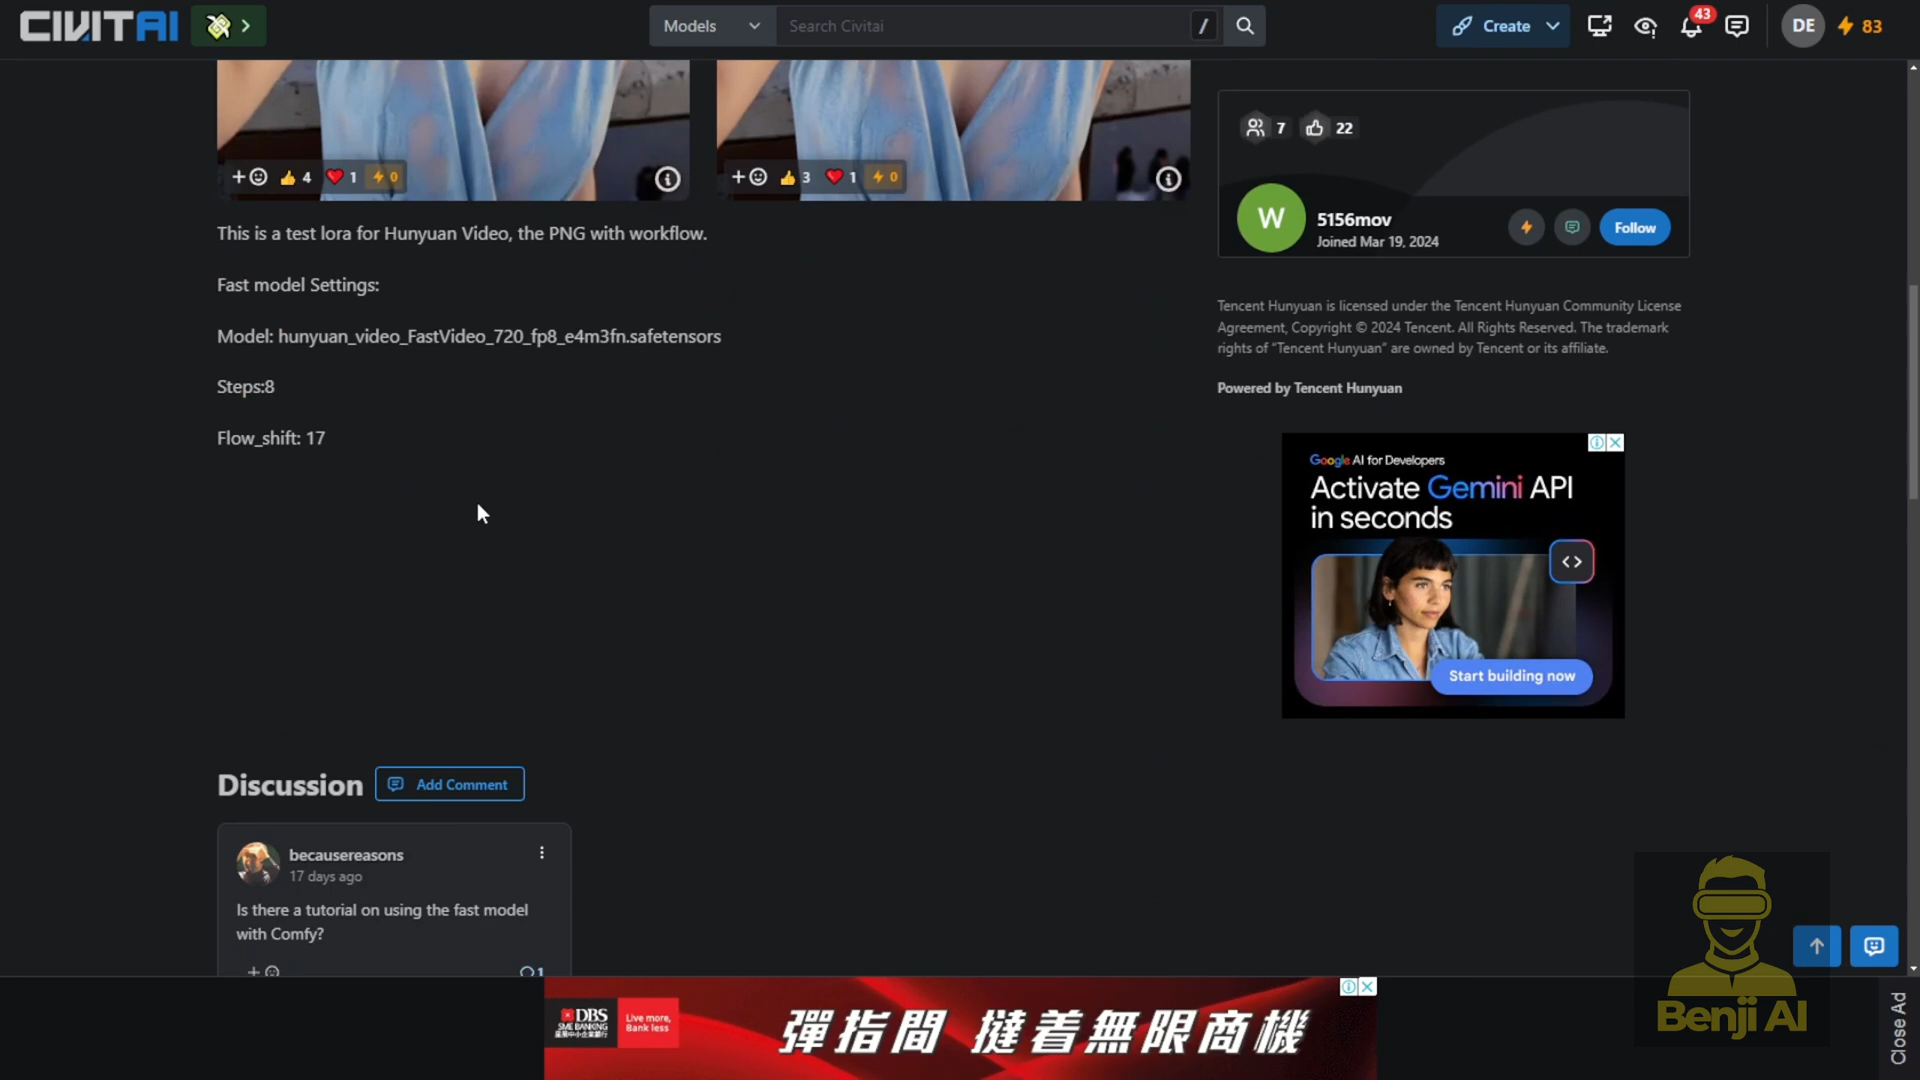 CIVITAI
Models
Search Civitai
/
Create
43
DE
83
4
1
0
3
1
0
7
22
W
5156mov
Joined Mar 19, 2024
Follow
This is a test lora for Hunyuan Video, the PNG with workflow.
Fast model Settings:
Model: hunyuan_video_FastVideo_720_fp8_e4m3fn.safetensors
Steps:8
Flow_shift: 17
Tencent Hunyuan is licensed under the Tencent Hunyuan Community License
Agreement, Copyright © 2024 Tencent. All Rights Reserved. The trademark
rights of "Tencent Hunyuan" are owned by Tencent or its affiliate.
Powered by Tencent Hunyuan
Google AI for Developers
Activate Gemini API
in seconds
Start building now
Discussion
Add Comment
becausereasons
17 days ago
Is there a tutorial on using the fast model
with Comfy?
1
DBS
SME BANKING
Live more,
Bank less
彈指間 撻着無限商機
Benji AI
Close Ad